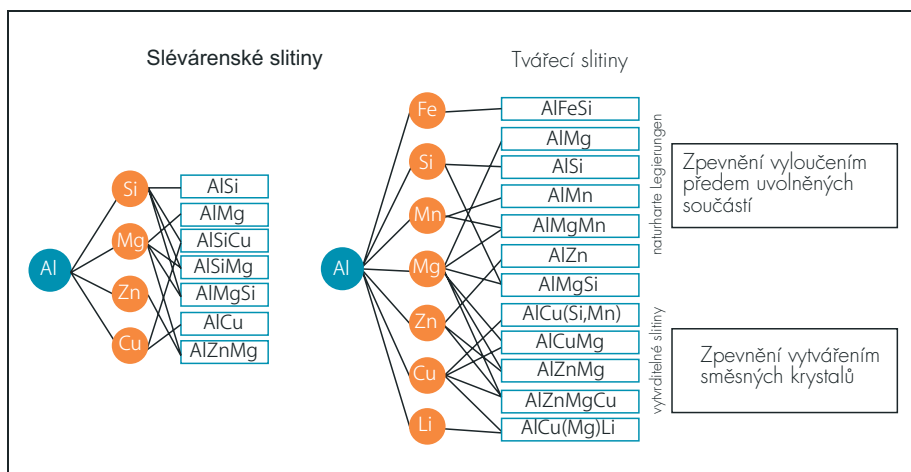 Slévárenské slitiny
Al
Si
Mg
Zn
Cu
AlSi
AlMg
AlSiCu
AlSiMg
AlMgSi
AlCu
AlZnMg
Tvářecí slitiny
Al
Fe
Si
Mn
Mg
Zn
Cu
Li
AlFeSi
AlMg
AlSi
AlMn
AlMgMn
AlZn
AlMgSi
AlCu(Si,Mn)
AlCuMg
AlZnMg
AlZnMgCu
AlCu(Mg)Li
naturharte Legierungen
vytvrditelné slitiny
Zpevnění vyloučením
předem uvolněných
součástí
Zpevnění vytvářením
směsných krystalů